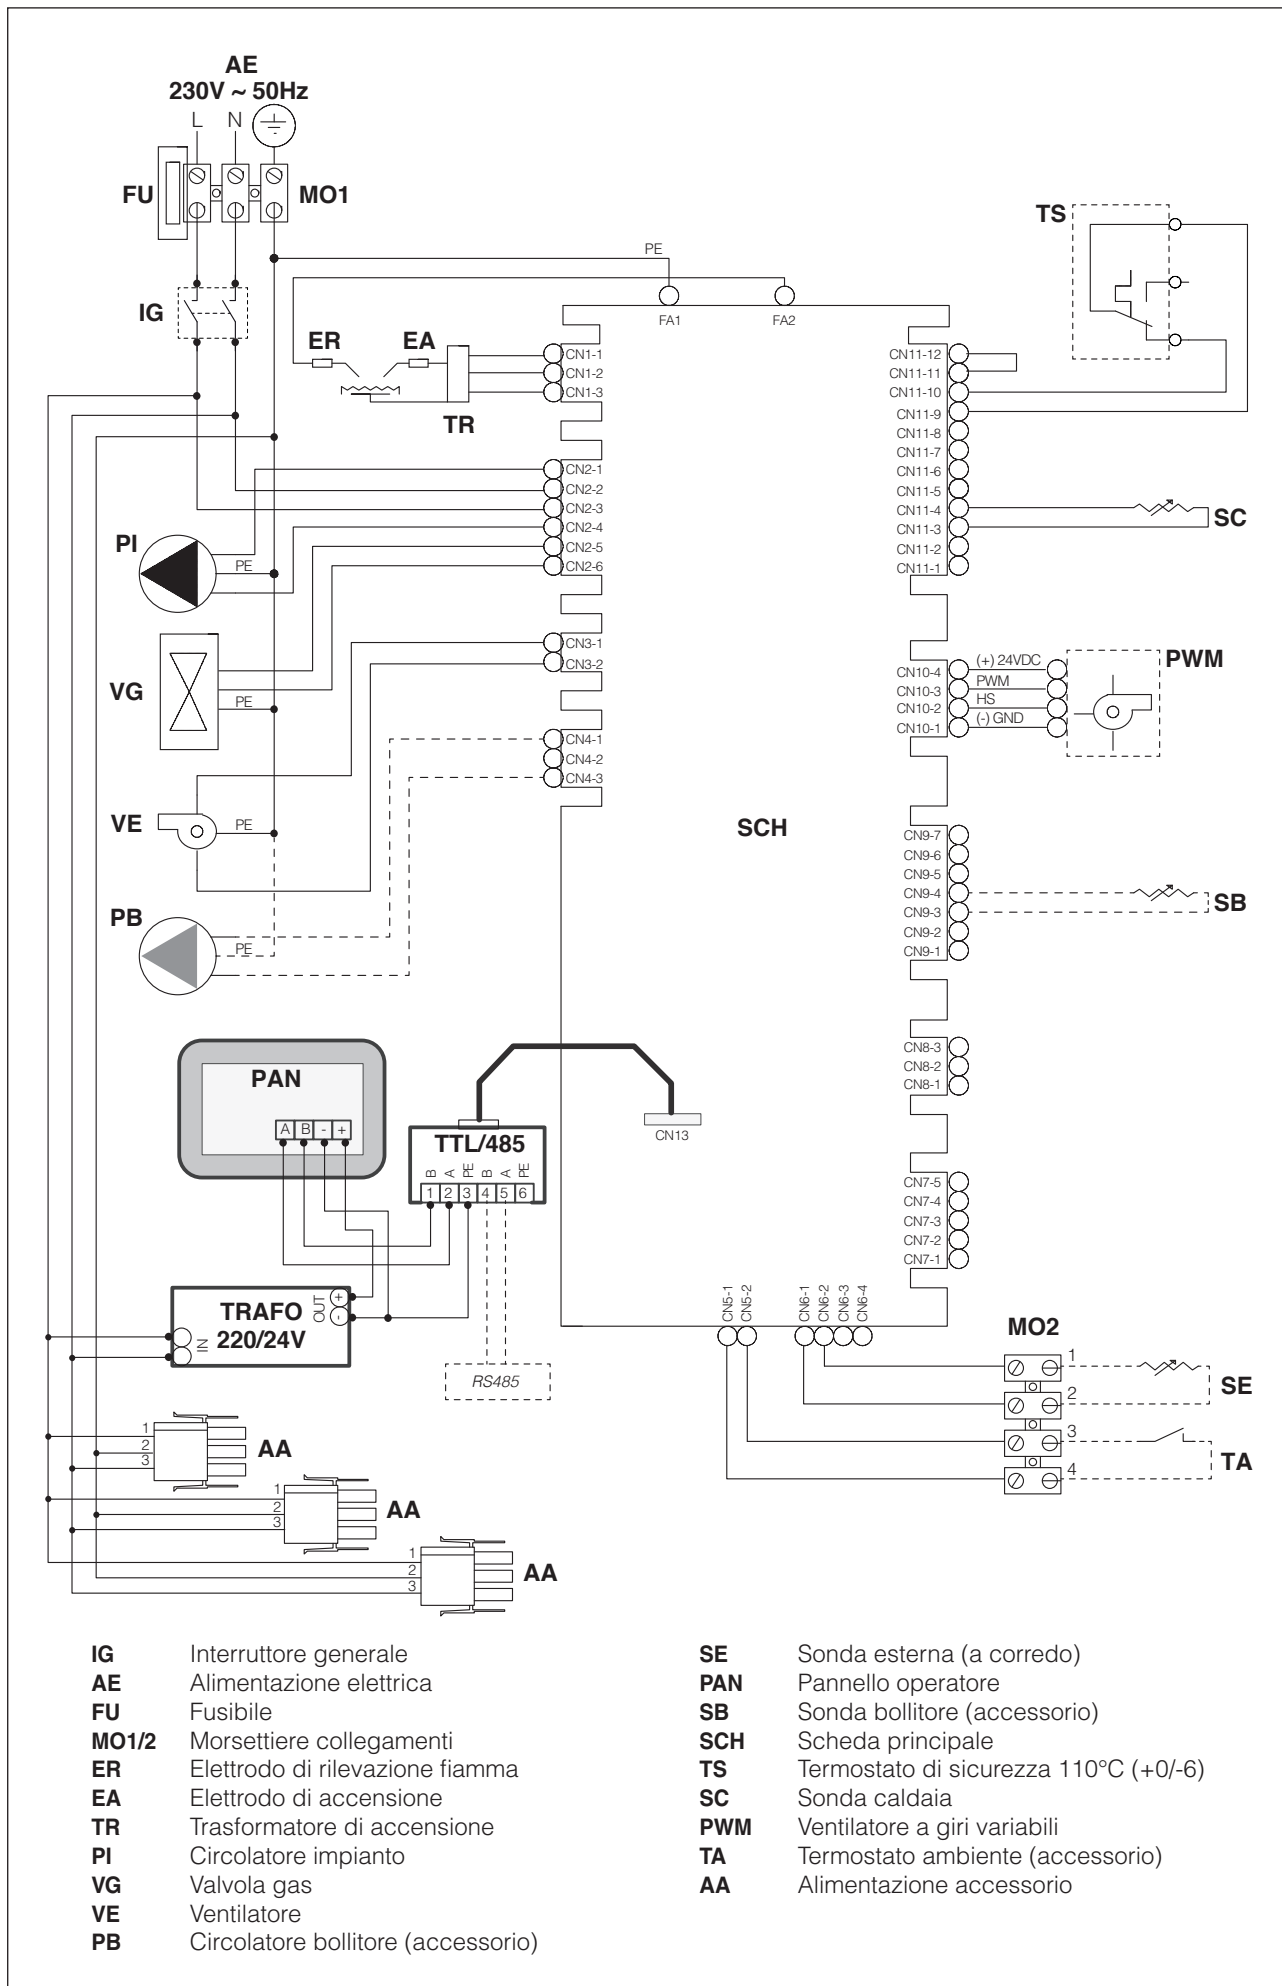 AE
230V ~ 50Hz
L N
FU MO1
TS
PE
IG
FA1 FA2
ER EA
CN1-1
CN1-2
CN1-3
TR
CN11-12
CN11-11
CN11-10
CN11-9
CN11-8
CN11-7
CN11-6
CN11-5
CN11-4
CN11-3
CN11-2
CN11-1
SC
CN2-1
CN2-2
CN2-3
CN2-4
CN2-5
CN2-6
PI
PE
CN3-1
CN3-2
VG
PE
CN10-4 (+) 24VDC
CN10-3 PWM
CN10-2 HS
CN10-1 (-) GND
PWM
CN4-1
CN4-2
CN4-3
VE
PE
SCH
CN9-7
CN9-6
CN9-5
CN9-4
CN9-3
CN9-2
CN9-1
SB
PB
PE
CN8-3
CN8-2
CN8-1
PAN
A B - +
CN13
TTL/485
B A PE B A PE
1 2 3 4 5 6
CN7-5
CN7-4
CN7-3
CN7-2
CN7-1
TRAFO
220/24V
IN
OUT
+
-
RS485
CN5-1
CN5-2
CN6-1
CN6-2
CN6-3
CN6-4
MO2
1
2
3
4
SE
TA
1
2
3
AA
1
2
3
AA
1
2
3
AA
IG Interruttore generale
AE Alimentazione elettrica
FU Fusibile
MO1/2 Morsettiere collegamenti
ER Elettrodo di rilevazione fiamma
EA Elettrodo di accensione
TR Trasformatore di accensione
PI Circolatore impianto
VG Valvola gas
VE Ventilatore
PB Circolatore bollitore (accessorio)
SE Sonda esterna (a corredo)
PAN Pannello operatore
SB Sonda bollitore (accessorio)
SCH Scheda principale
TS Termostato di sicurezza 110°C (+0/-6)
SC Sonda caldaia
PWM Ventilatore a giri variabili
TA Termostato ambiente (accessorio)
AA Alimentazione accessorio